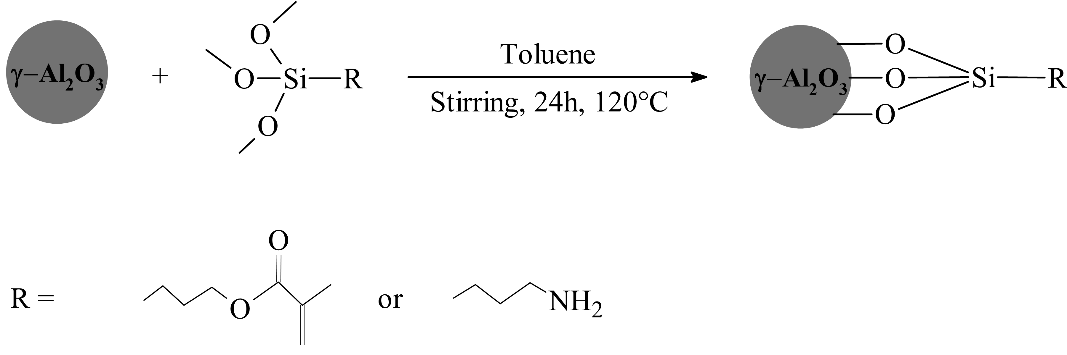 γ–Al₂O₃ + O O O Si R Toluene γ–Al₂O₃ O O O Si R
Stirring, 24h, 120°C
R = O O or NH₂